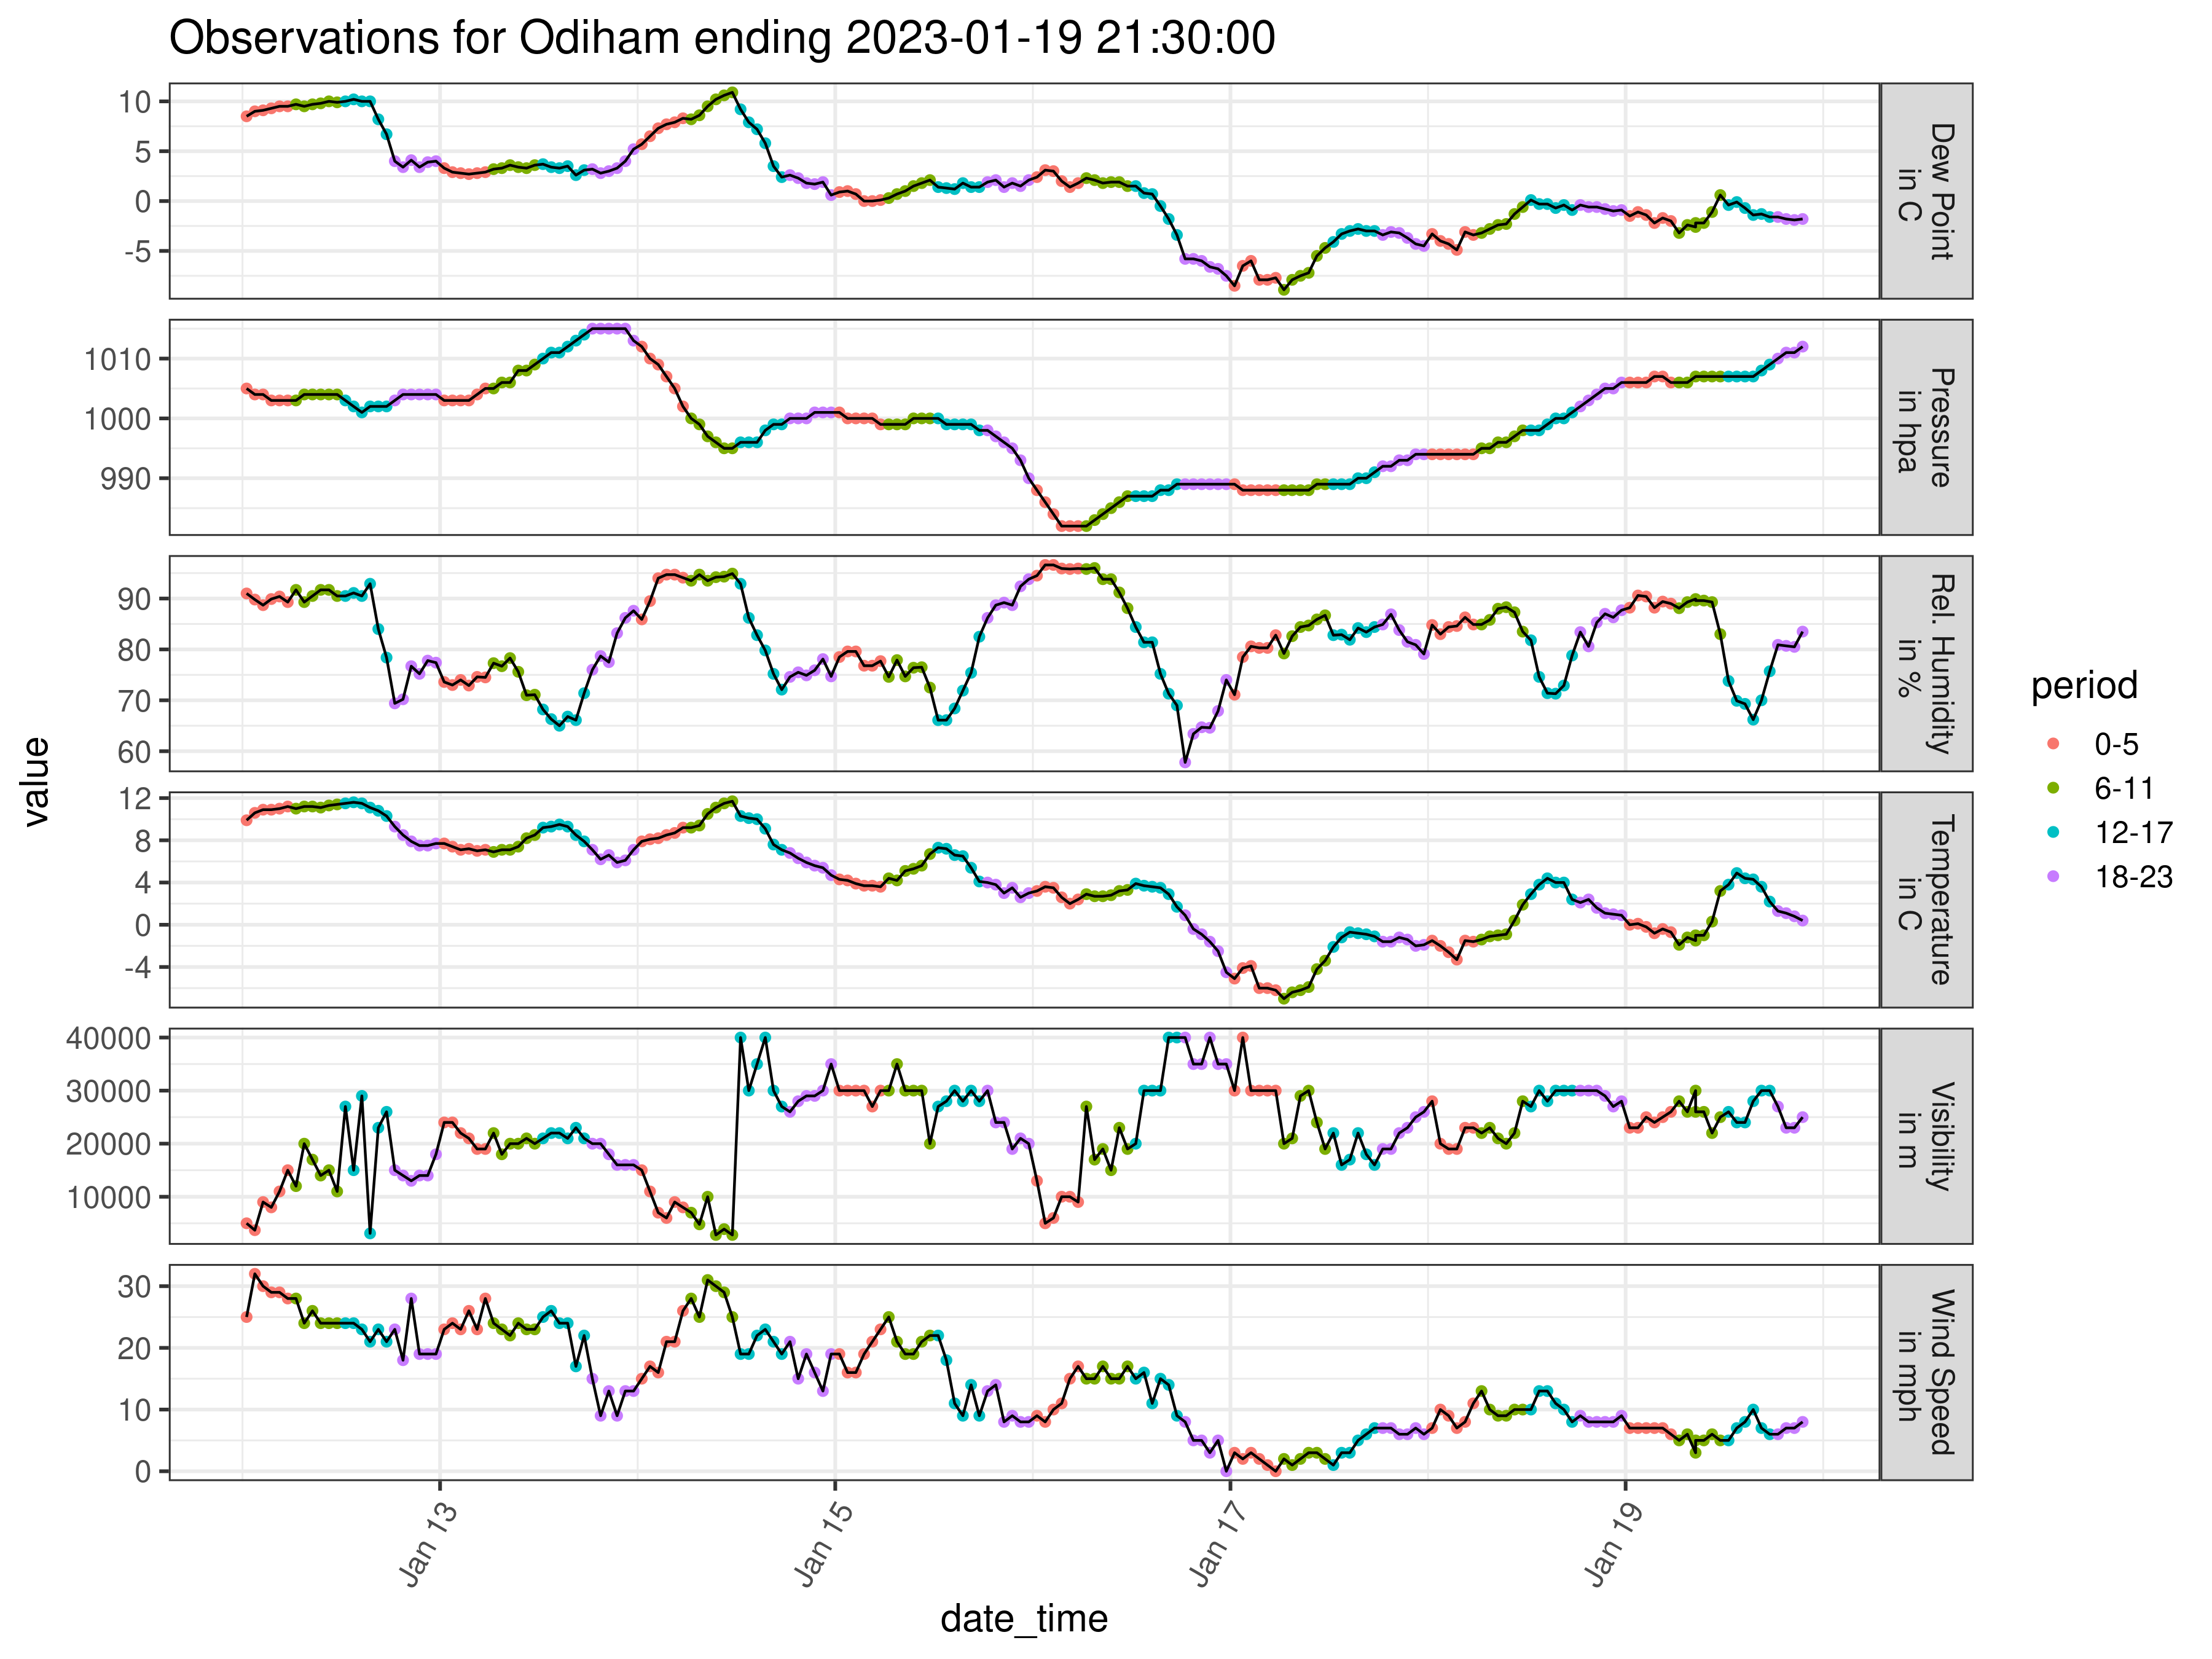 Observations for Odiham ending 2023-01-19 21:30:00
value
10
5
0
-5
Dew Point
in C
1010
1000
990
Pressure
in hpa
90
80
70
60
Rel. Humidity
in %
12
8
4
0
-4
Temperature
in C
40000
30000
20000
10000
Visibility
in m
30
20
10
0
Wind Speed
in mph
Jan 13
Jan 15
Jan 17
Jan 19
date_time
period
0-5
6-11
12-17
18-23